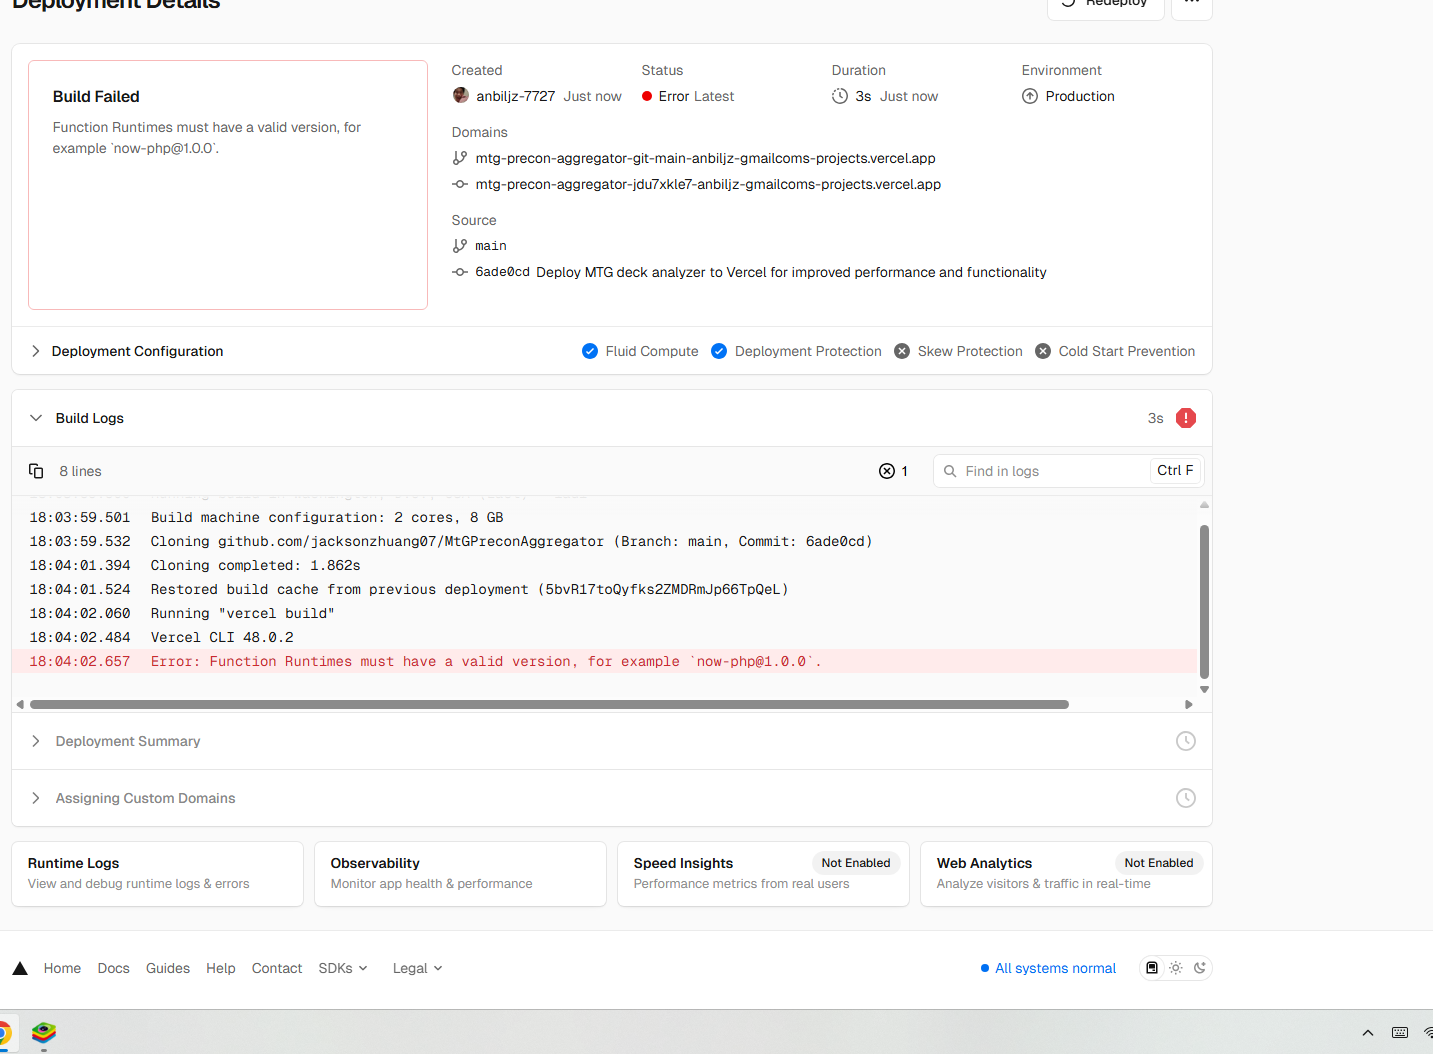 Deployment Details
Redeploy
Build Failed
Function Runtimes must have a valid version, for
example `now-php@1.0.0`.
Created
anbiljz-7727 Just now
Status
Error Latest
Duration
3s Just now
Environment
Production
Domains
mtg-precon-aggregator-git-main-anbiljz-gmailcoms-projects.vercel.app
mtg-precon-aggregator-jdu7xkle7-anbiljz-gmailcoms-projects.vercel.app
Source
main
6ade0cd Deploy MTG deck analyzer to Vercel for improved performance and functionality
Deployment Configuration
Fluid Compute
Deployment Protection
Skew Protection
Cold Start Prevention
Build Logs
3s
8 lines
1
Find in logs
Ctrl F
18:03:59.501 Build machine configuration: 2 cores, 8 GB
18:03:59.532 Cloning github.com/jacksonzhuang07/MtGPreconAggregator (Branch: main, Commit: 6ade0cd)
18:04:01.394 Cloning completed: 1.862s
18:04:01.524 Restored build cache from previous deployment (5bvR17toQyfks2ZMDRmJp66TpQeL)
18:04:02.060 Running "vercel build"
18:04:02.484 Vercel CLI 48.0.2
18:04:02.657 Error: Function Runtimes must have a valid version, for example `now-php@1.0.0`.
Deployment Summary
Assigning Custom Domains
Runtime Logs
View and debug runtime logs & errors
Observability
Monitor app health & performance
Speed Insights
Not Enabled
Performance metrics from real users
Web Analytics
Not Enabled
Analyze visitors & traffic in real-time
Home
Docs
Guides
Help
Contact
SDKs
Legal
All systems normal